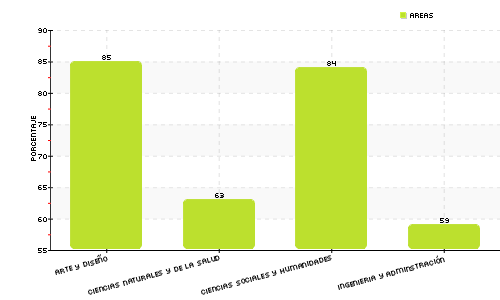 AREAS
PORCENTAJE
90
85
80
75
70
65
60
55
85
63
84
59
ARTE Y DISEÑO
CIENCIAS NATURALES Y DE LA SALUD
CIENCIAS SOCIALES Y HUMANIDADES
INGENIERIA Y ADMINSTRACIÓN